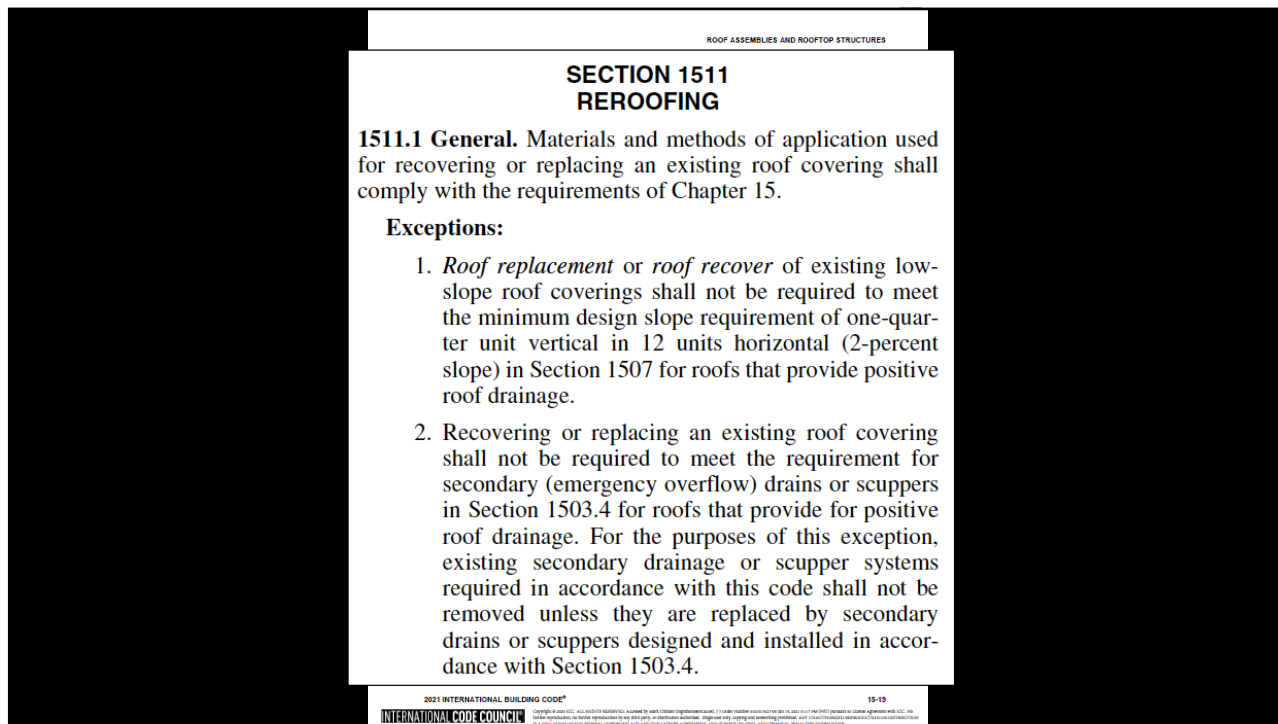 ROOF ASSEMBLIES AND ROOFTOP STRUCTURES
SECTION 1511
REROOFING
1511.1 General. Materials and methods of application used
for recovering or replacing an existing roof covering shall
comply with the requirements of Chapter 15.
Exceptions:
1. Roof replacement or roof recover of existing low-
slope roof coverings shall not be required to meet
the minimum design slope requirement of one-quar-
ter unit vertical in 12 units horizontal (2-percent
slope) in Section 1507 for roofs that provide positive
roof drainage.
2. Recovering or replacing an existing roof covering
shall not be required to meet the requirement for
secondary (emergency overflow) drains or scuppers
in Section 1503.4 for roofs that provide for positive
roof drainage. For the purposes of this exception,
existing secondary drainage or scupper systems
required in accordance with this code shall not be
removed unless they are replaced by secondary
drains or scuppers designed and installed in accor-
dance with Section 1503.4.
2021 INTERNATIONAL BUILDING CODE®
15-19
INTERNATIONAL CODE COUNCIL